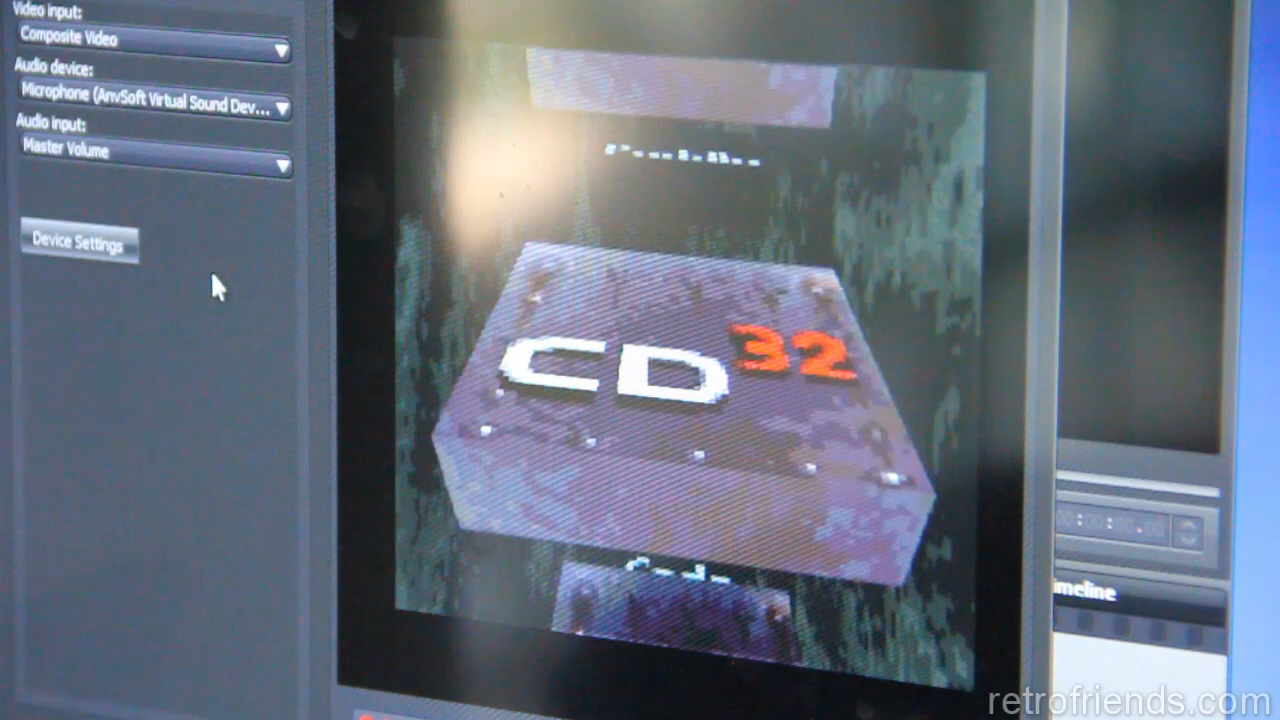 Video input:
Composite Video
Audio device:
Microphone (AnvSoft Virtual Sound Dev...
Audio input:
Master Volume
Device Settings
CD32
imeline
retrofriends.com